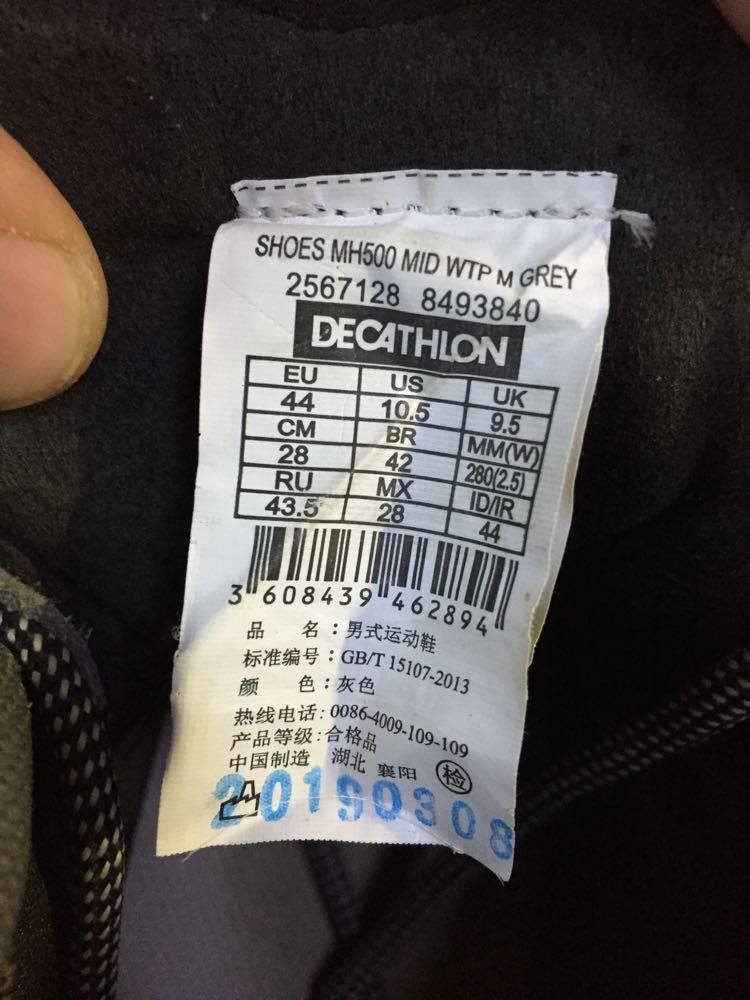 SHOES MH500 MID WTP M GREY
2567128 8493840
DECATHLON
EU US UK
44 10.5 9.5
CM BR MM(W)
28 42 280(2.5)
RU MX ID/IR
43.5 28 44
3 608439 462894
品 名：男式运动鞋
标准编号：GB/T 15107-2013
颜 色：灰色
热线电话：0086-4009-109-109
产品等级：合格品
中国制造 湖北 襄阳 检
20190308